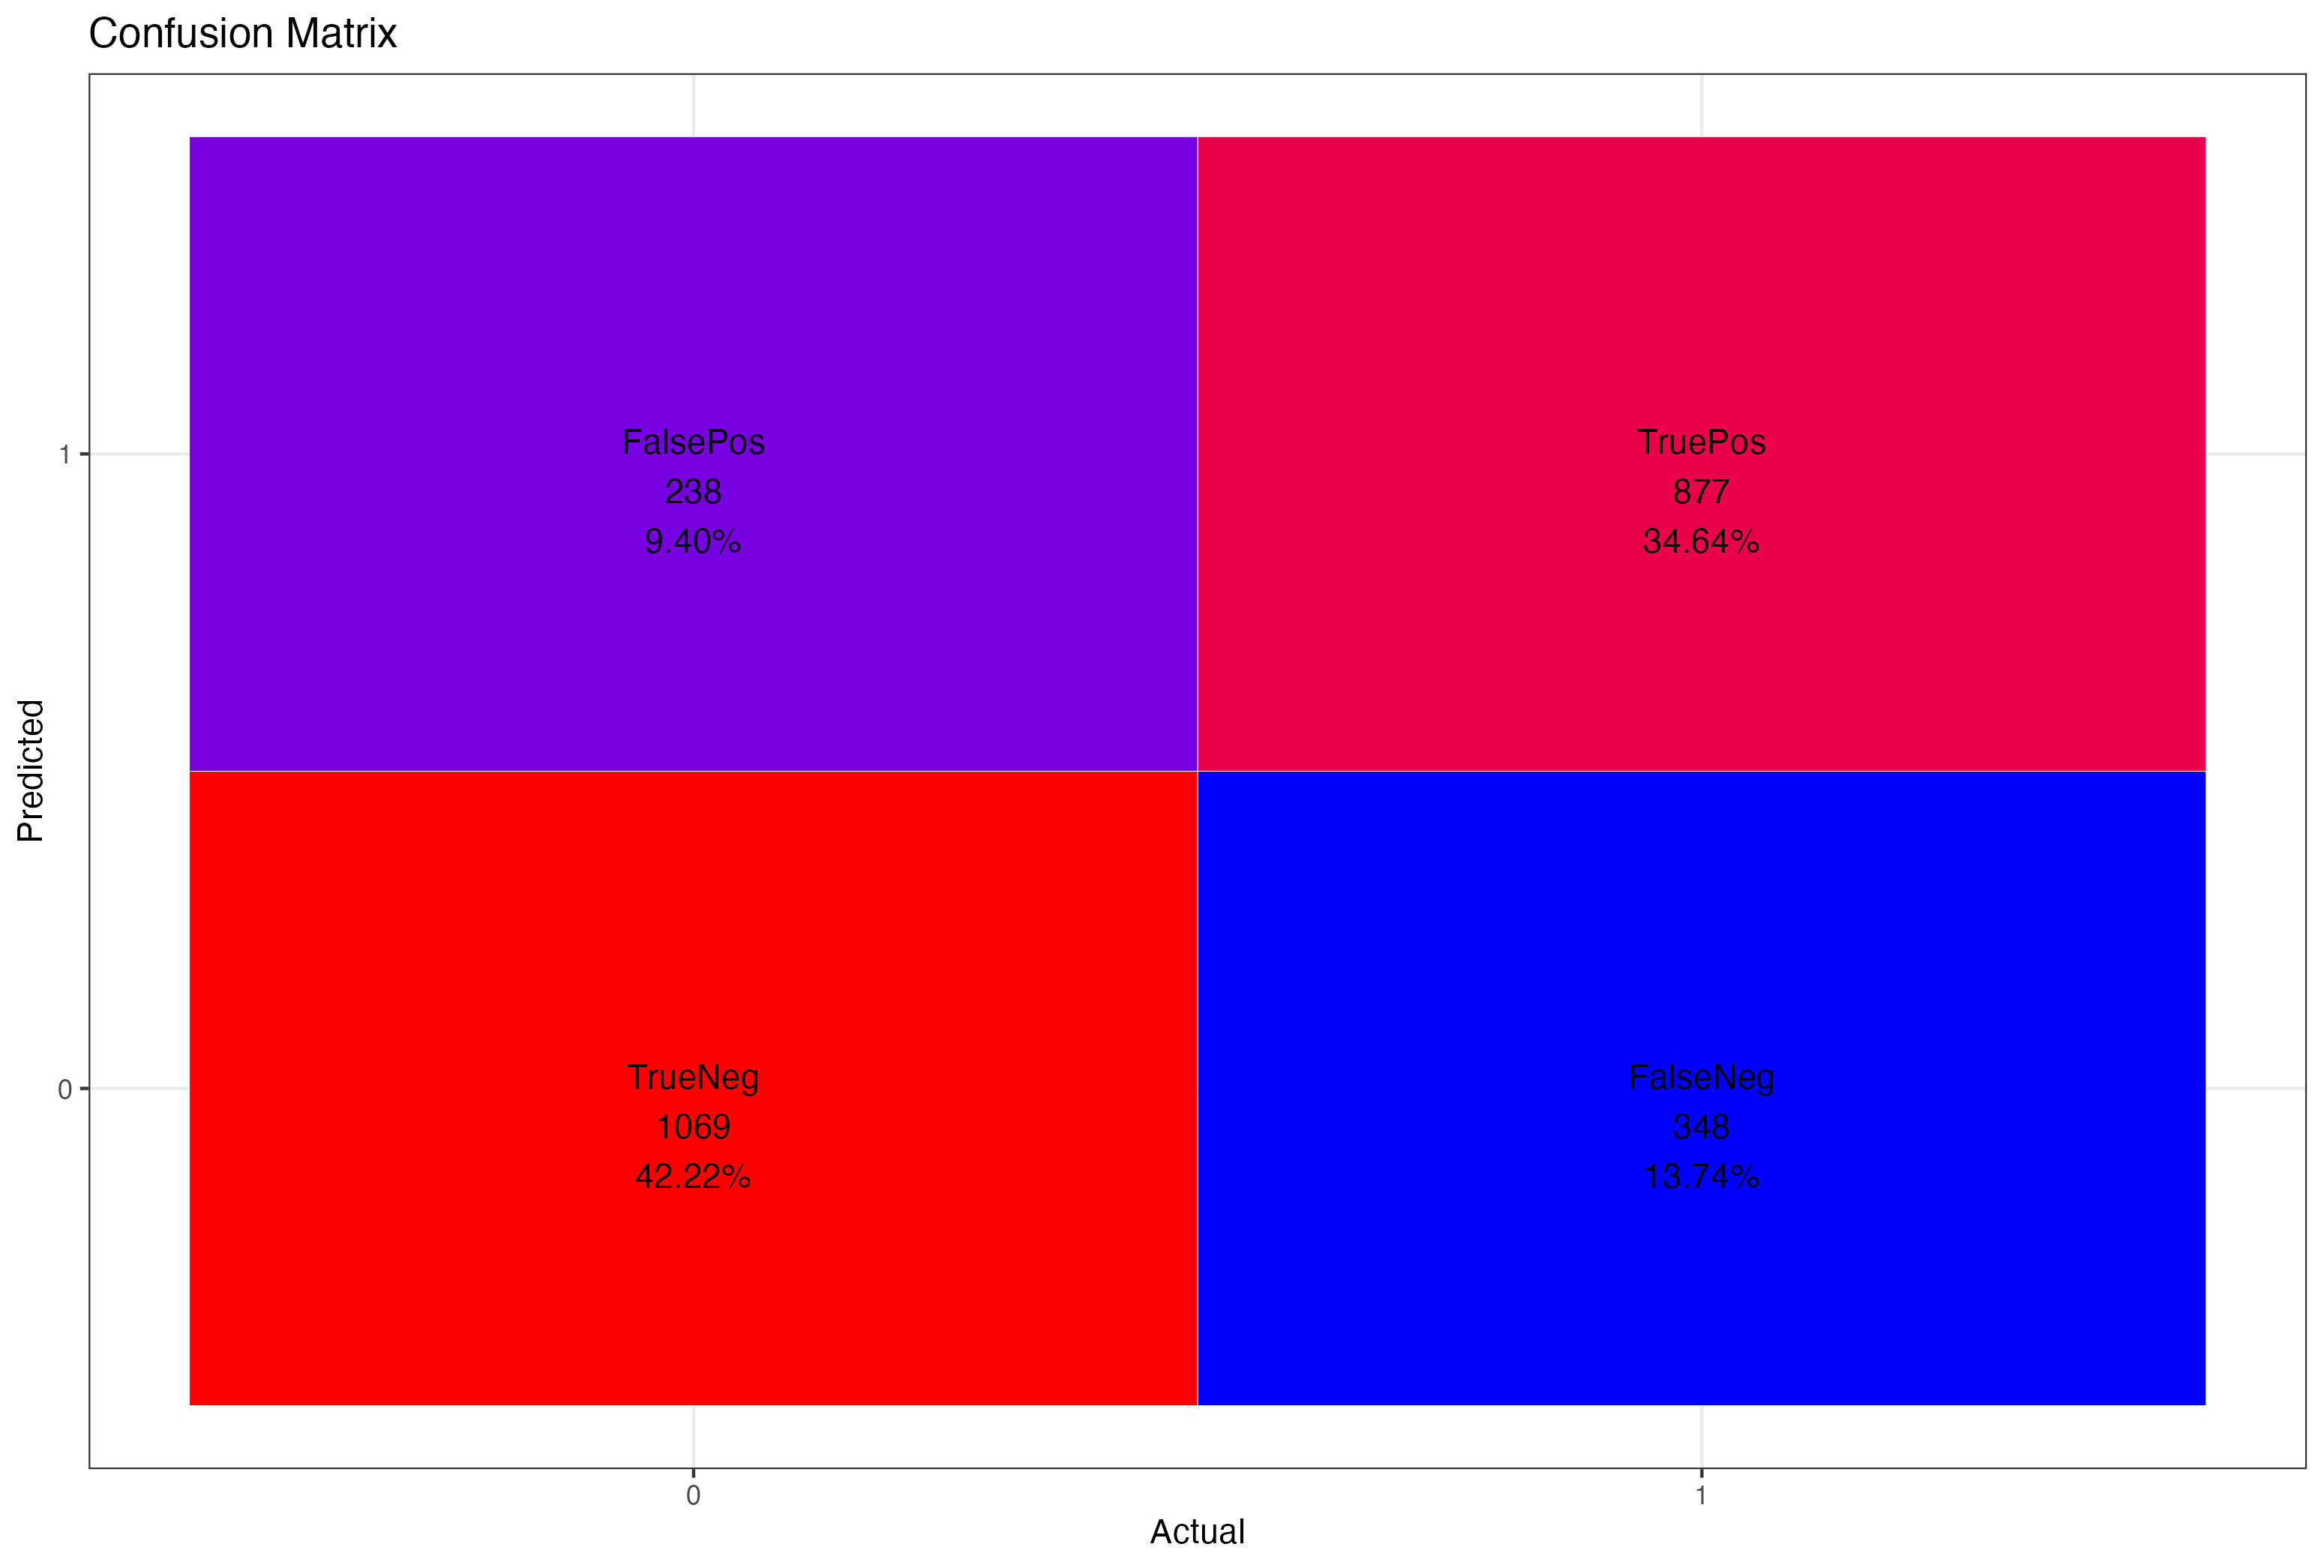 Confusion Matrix
Predicted
1
0
FalsePos
238
9.40%
TruePos
877
34.64%
TrueNeg
1069
42.22%
FalseNeg
348
13.74%
0
1
Actual